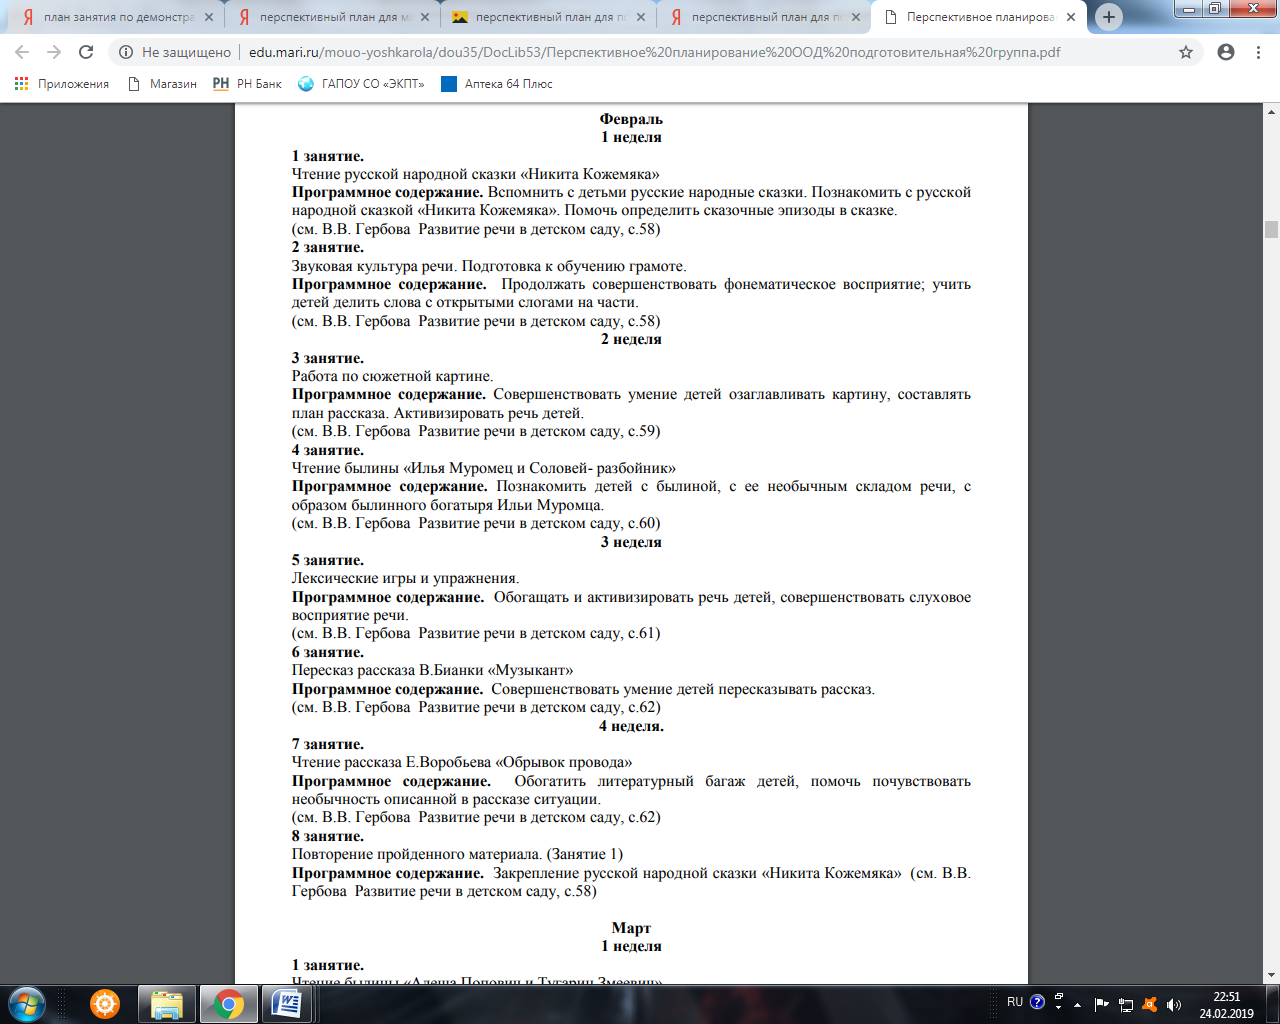 план занятия по демонстра
перспективный план для м
перспективный план для п
перспективный план для п
Перспективное планирова
Не защищено
edu.mari.ru/mouo-yoshkarola/dou35/DocLib53/Перспективное%20планирование%20ООД%20подготовительная%20группа.pdf
Приложения
Магазин
РН Банк
ГАПОУ СО «ЭКПТ»
Аптека 64 Плюс
Февраль
1 неделя
1 занятие.
Чтение русской народной сказки «Никита Кожемяка»
Программное содержание. Вспомнить с детьми русские народные сказки. Познакомить с русской
народной сказкой «Никита Кожемяка». Помочь определить сказочные эпизоды в сказке.
(см. В.В. Гербова Развитие речи в детском саду, с.58)
2 занятие.
Звуковая культура речи. Подготовка к обучению грамоте.
Программное содержание. Продолжать совершенствовать фонематическое восприятие; учить
детей делить слова с открытыми слогами на части.
(см. В.В. Гербова Развитие речи в детском саду, с.58)
2 неделя
3 занятие.
Работа по сюжетной картине.
Программное содержание. Совершенствовать умение детей озаглавливать картину, составлять
план рассказа. Активизировать речь детей.
(см. В.В. Гербова Развитие речи в детском саду, с.59)
4 занятие.
Чтение былины «Илья Муромец и Соловей- разбойник»
Программное содержание. Познакомить детей с былиной, с ее необычным складом речи, с
образом былинного богатыря Ильи Муромца.
(см. В.В. Гербова Развитие речи в детском саду, с.60)
3 неделя
5 занятие.
Лексические игры и упражнения.
Программное содержание. Обогащать и активизировать речь детей, совершенствовать слуховое
восприятие речи.
(см. В.В. Гербова Развитие речи в детском саду, с.61)
6 занятие.
Пересказ рассказа В.Бианки «Музыкант»
Программное содержание. Совершенствовать умение детей пересказывать рассказ.
(см. В.В. Гербова Развитие речи в детском саду, с.62)
4 неделя.
7 занятие.
Чтение рассказа Е.Воробьева «Обрывок провода»
Программное содержание. Обогатить литературный багаж детей, помочь почувствовать
необычность описанной в рассказе ситуации.
(см. В.В. Гербова Развитие речи в детском саду, с.62)
8 занятие.
Повторение пройденного материала. (Занятие 1)
Программное содержание. Закрепление русской народной сказки «Никита Кожемяка» (см. В.В.
Гербова Развитие речи в детском саду, с.58)
Март
1 неделя
1 занятие.
Чтение былины «Алеша Попович и Тугарин Змеевич»
RU
22:51
24.02.2019